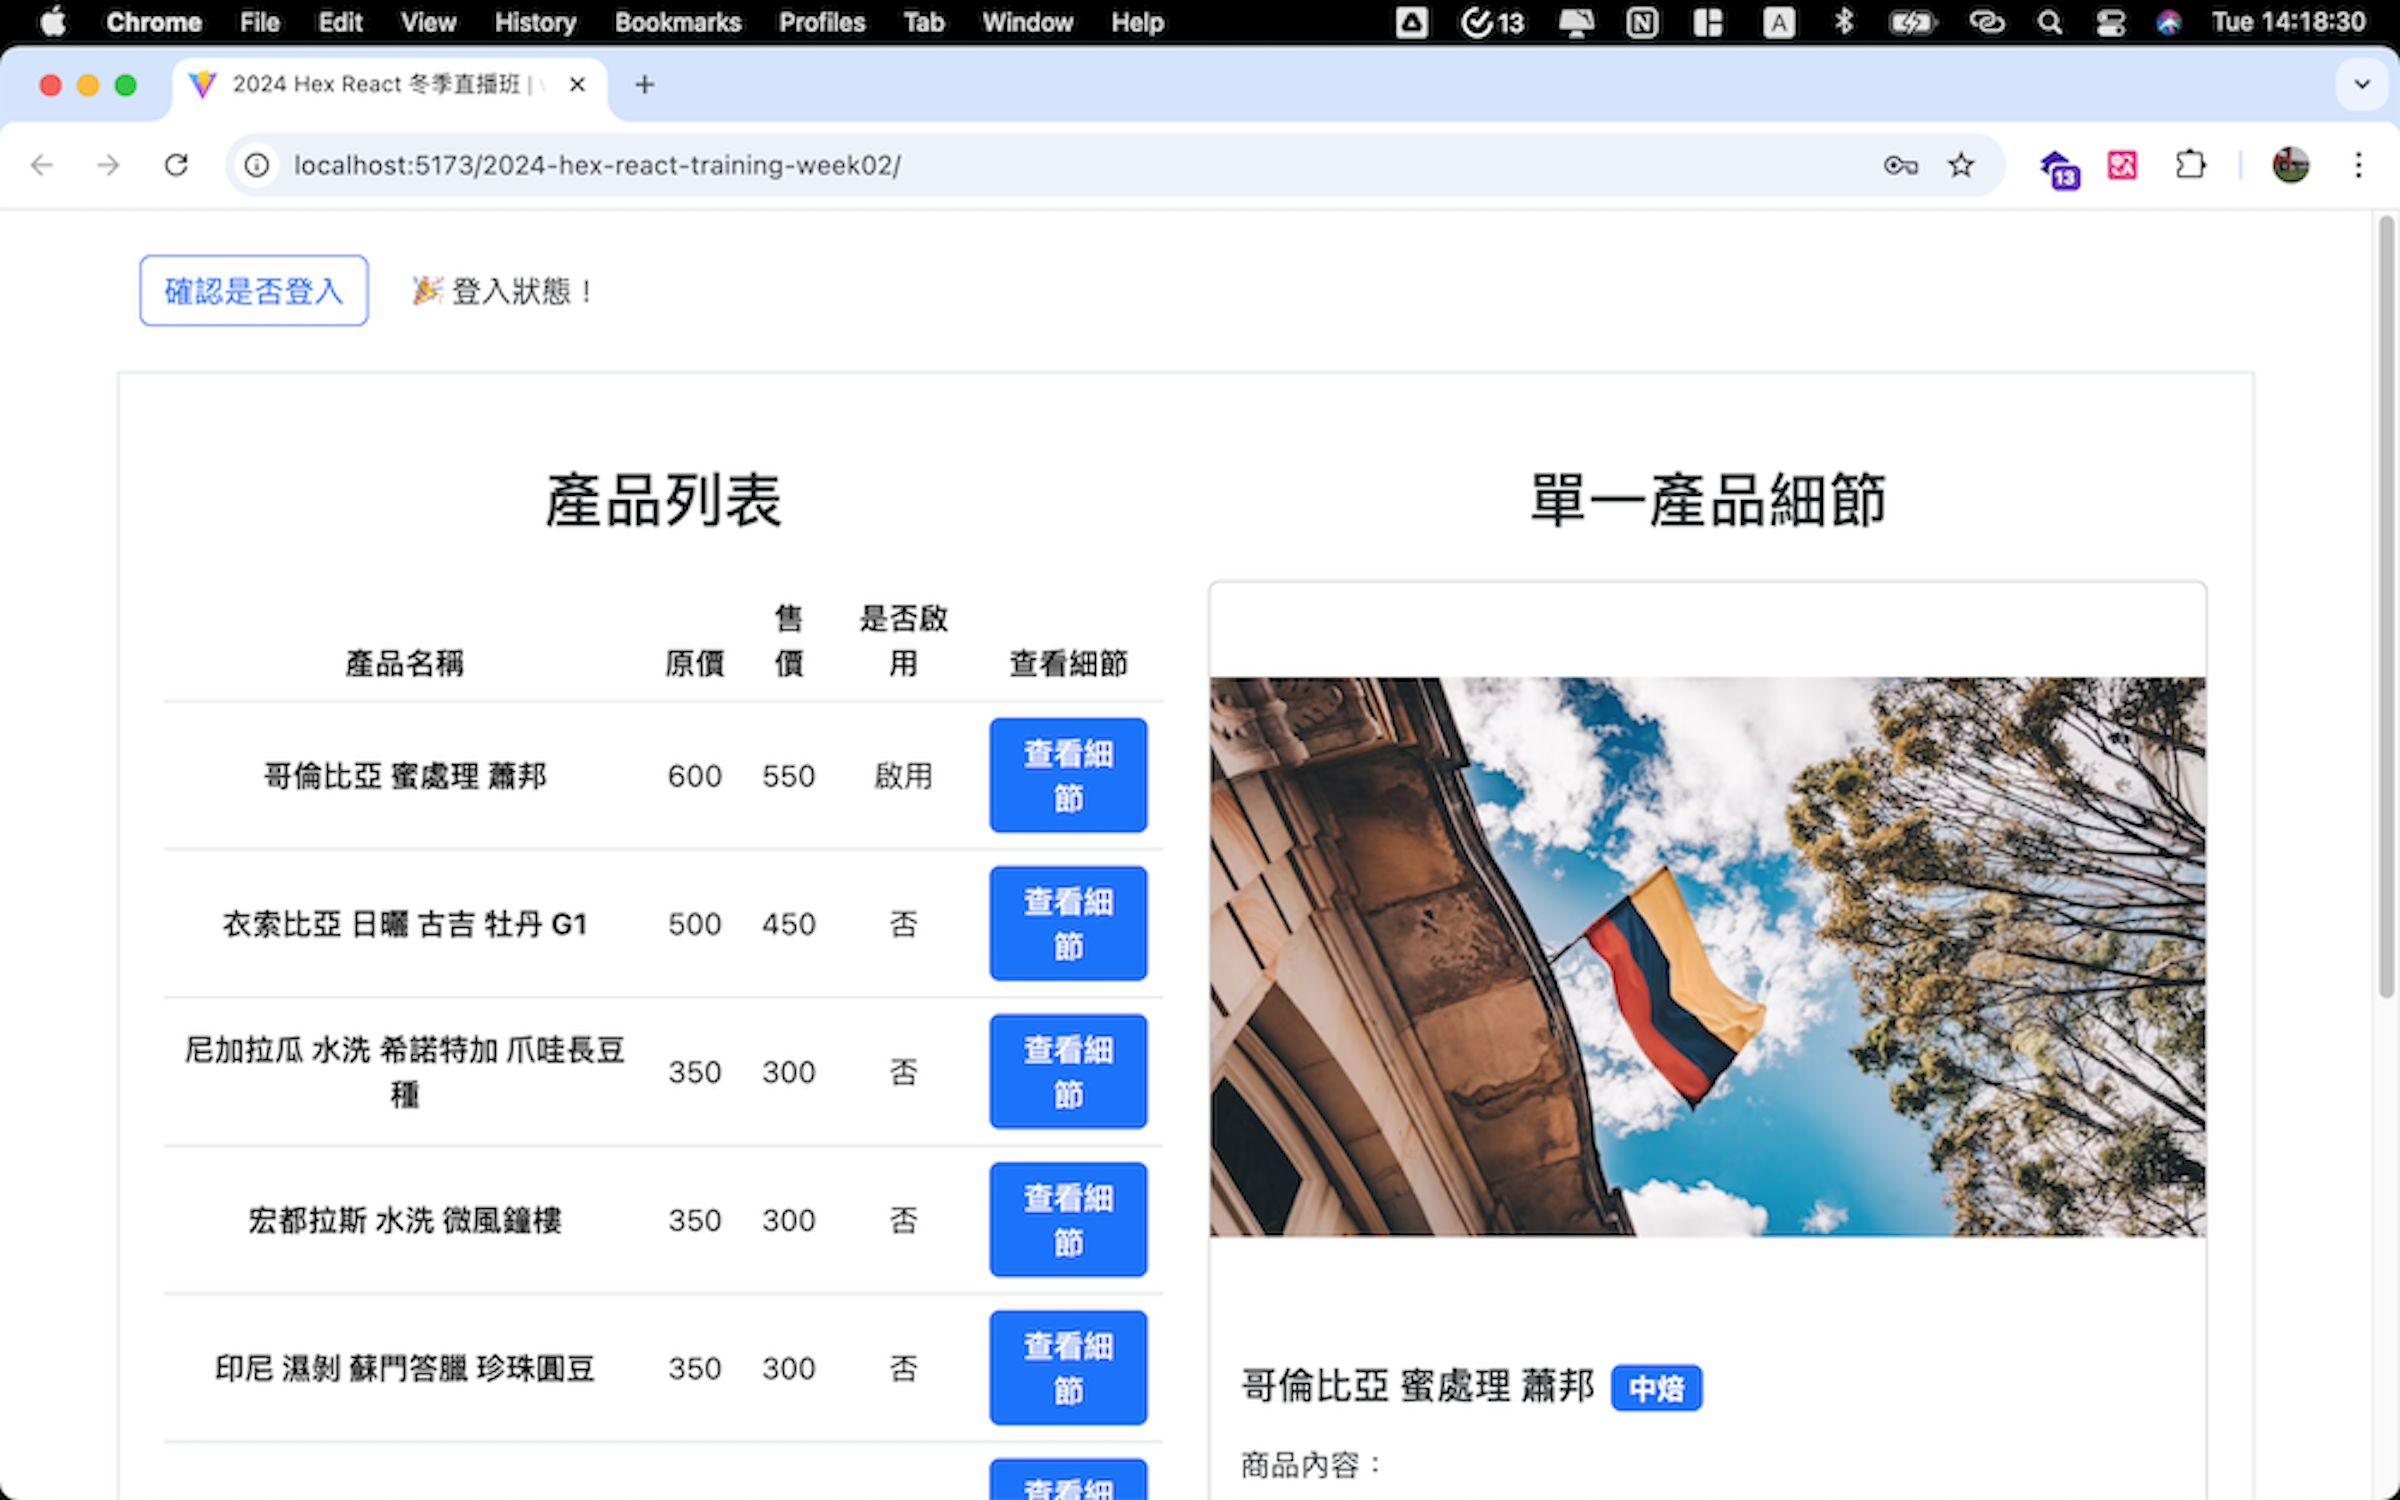 Chrome File Edit View History Bookmarks Profiles Tab Window Help 13 N A Tue 14:18:30
2024 Hex React 冬季直播班 |
localhost:5173/2024-hex-react-training-week02/ 13
確認是否登入 🎉 登入狀態！
產品列表
產品名稱 原價 售價 是否啟用 查看細節
哥倫比亞 蜜處理 蕭邦 600 550 啟用 查看細節
衣索比亞 日曬 古吉 牡丹 G1 500 450 否 查看細節
尼加拉瓜 水洗 希諾特加 爪哇長豆種 350 300 否 查看細節
宏都拉斯 水洗 微風鐘樓 350 300 否 查看細節
印尼 濕剝 蘇門答臘 珍珠圓豆 350 300 否 查看細節
查看細
單一產品細節
哥倫比亞 蜜處理 蕭邦 中焙
商品內容：